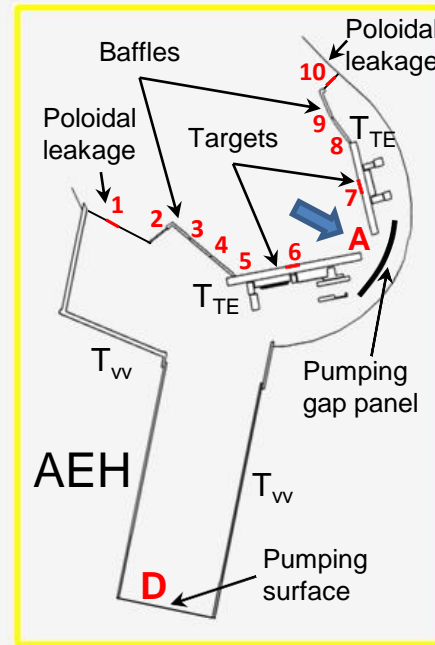 Poloidal
leakage
Baffles
10
T_TE
Poloidal
leakage
9
8
Targets
1
7
2
3
A
4
5
6
T_TE
T_vv
Pumping
gap panel
AEH
T_vv
D
Pumping
surface